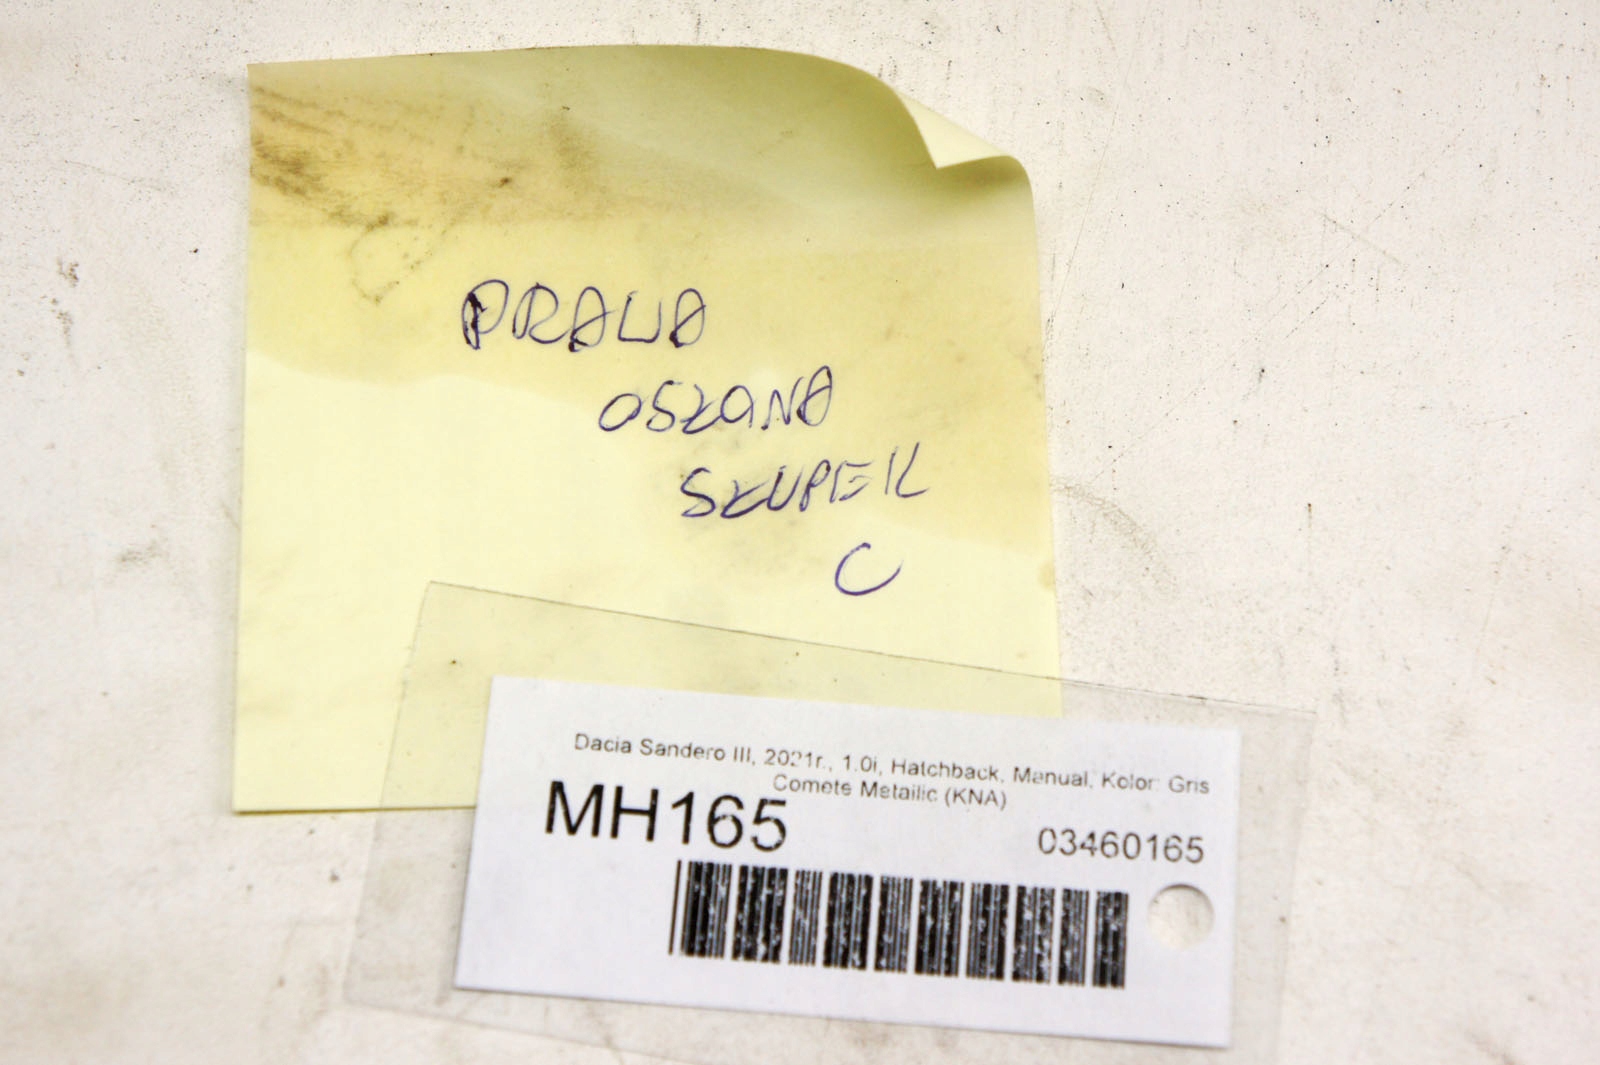 PRAWA
OSŁONA
SŁUPEK
C
Dacia Sandero III, 2021r., 1.0i, Hatchback, Manual, Kolor: Gris
Comete Metallic (KNA)
MH165
03460165